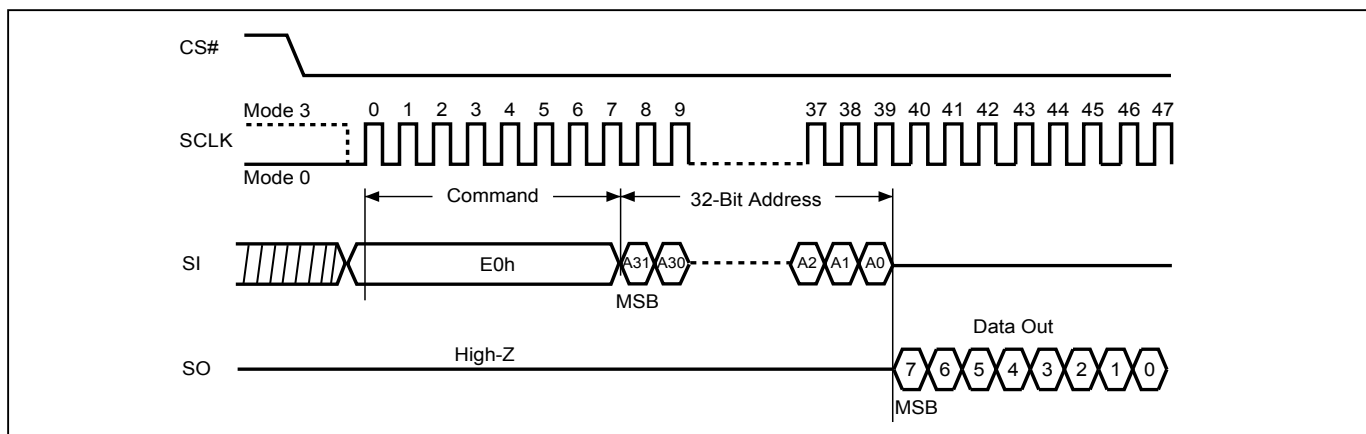 CS#
Mode 3
0 1 2 3 4 5 6 7 8 9 37 38 39 40 41 42 43 44 45 46 47
SCLK
Mode 0
Command 32-Bit Address
SI E0h A31 A30 A2 A1 A0
MSB
Data Out
High-Z
SO 7 6 5 4 3 2 1 0
MSB